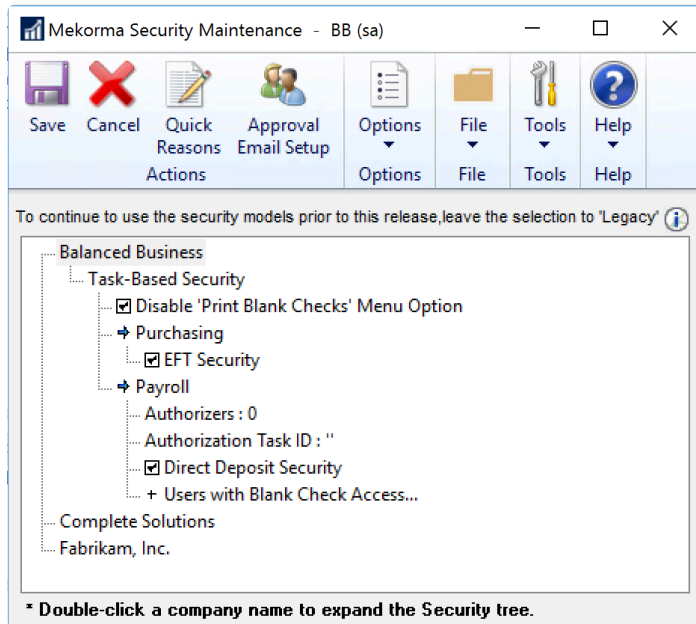 Mekorma Security Maintenance  -  BB (sa)
Save Cancel Quick Reasons Approval Email Setup Options File Tools Help
Actions Options File Tools Help
To continue to use the security models prior to this release,leave the selection to 'Legacy'
Balanced Business
Task-Based Security
Disable 'Print Blank Checks' Menu Option
Purchasing
EFT Security
Payroll
Authorizers : 0
Authorization Task ID : ''
Direct Deposit Security
+ Users with Blank Check Access...
Complete Solutions
Fabrikam, Inc.
* Double-click a company name to expand the Security tree.